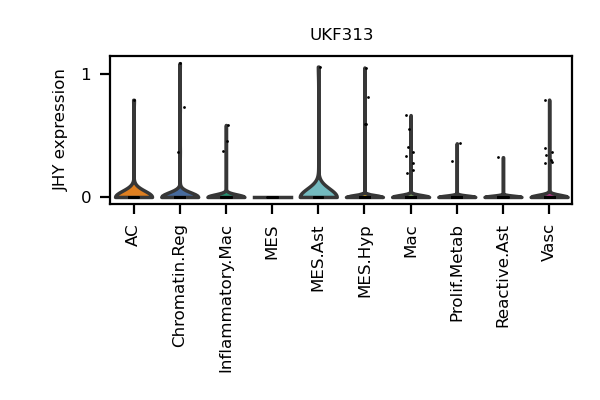 UKF313
JHY expression
1
0
AC
Chromatin.Reg
Inflammatory.Mac
MES
MES.Ast
MES.Hyp
Mac
Prolif.Metab
Reactive.Ast
Vasc